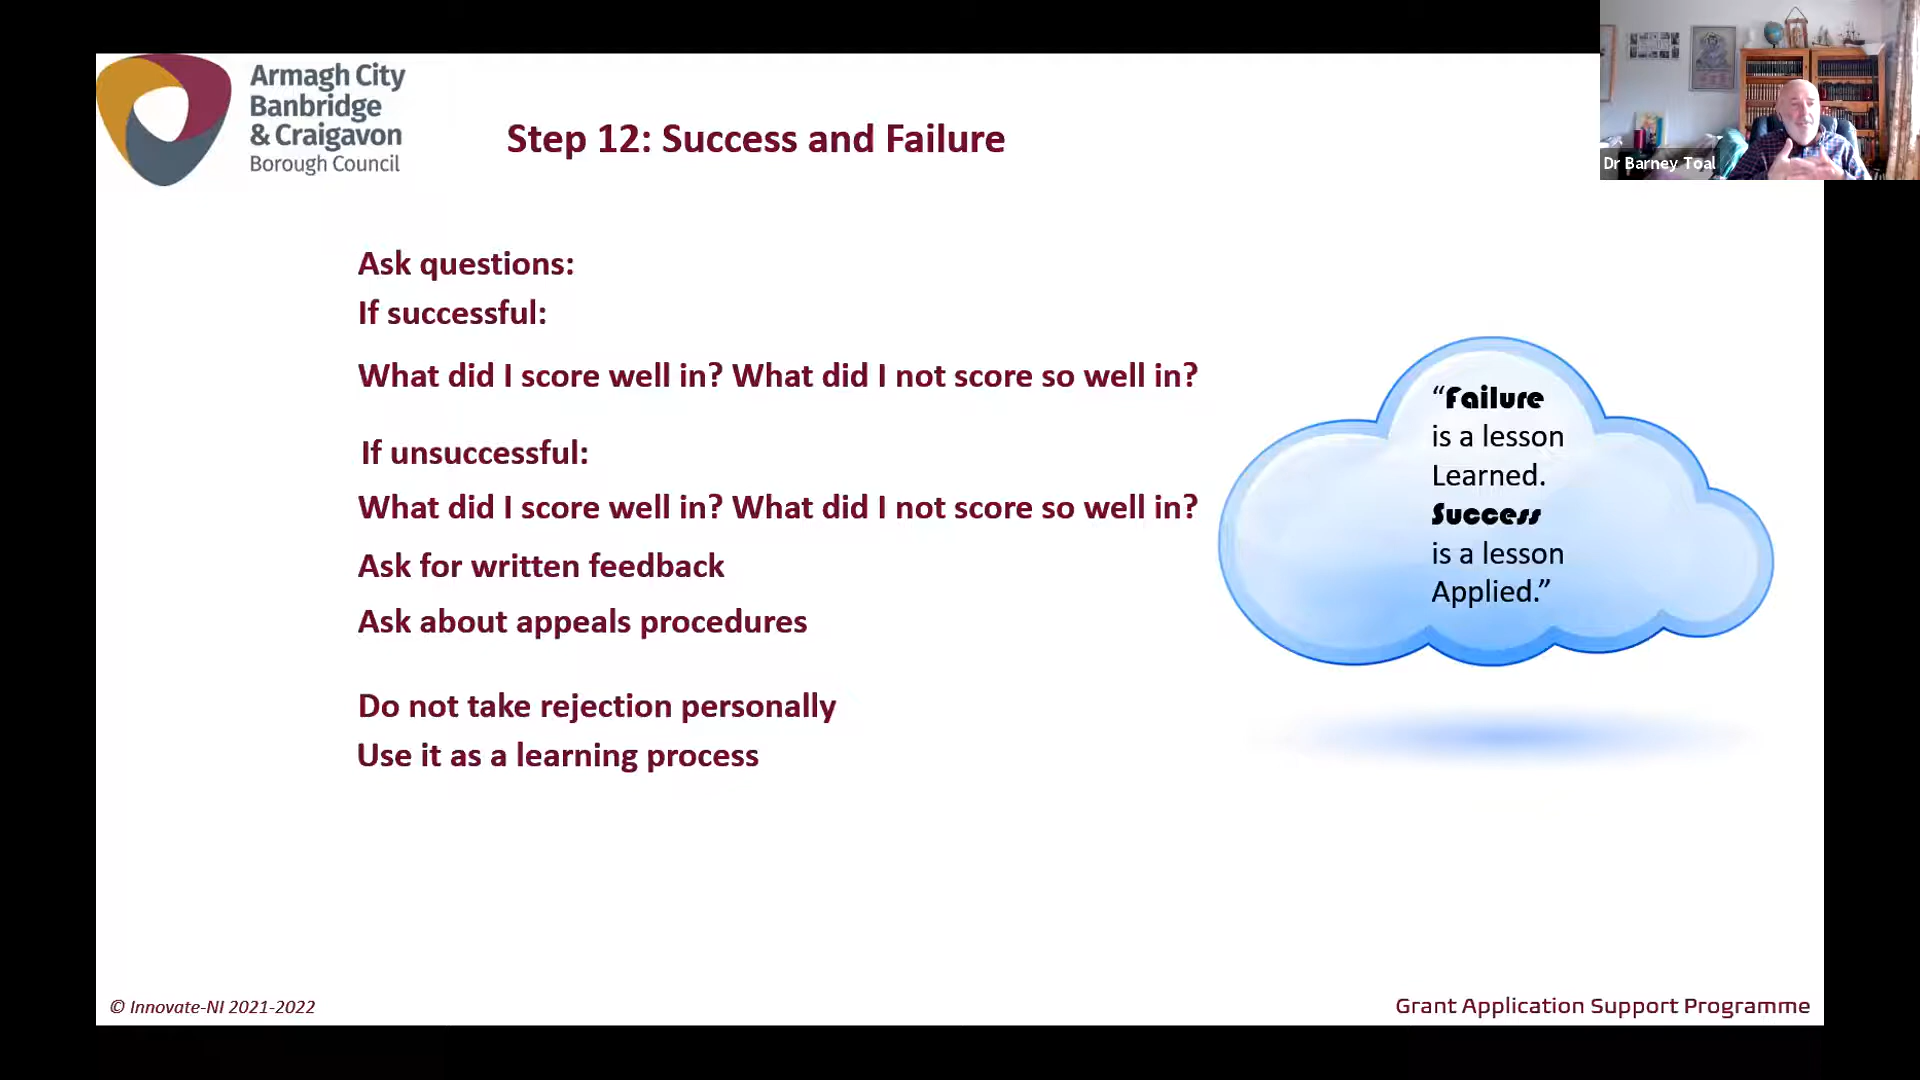 Armagh City
Banbridge
& Craigavon
Borough Council
Step 12: Success and Failure
Dr Barney Toal
Ask questions:
If successful:
What did I score well in? What did I not score so well in?
If unsuccessful:
What did I score well in? What did I not score so well in?
Ask for written feedback
Ask about appeals procedures
Do not take rejection personally
Use it as a learning process
“Failure
is a lesson
Learned.
Success
is a lesson
Applied.”
© Innovate-NI 2021-2022
Grant Application Support Programme